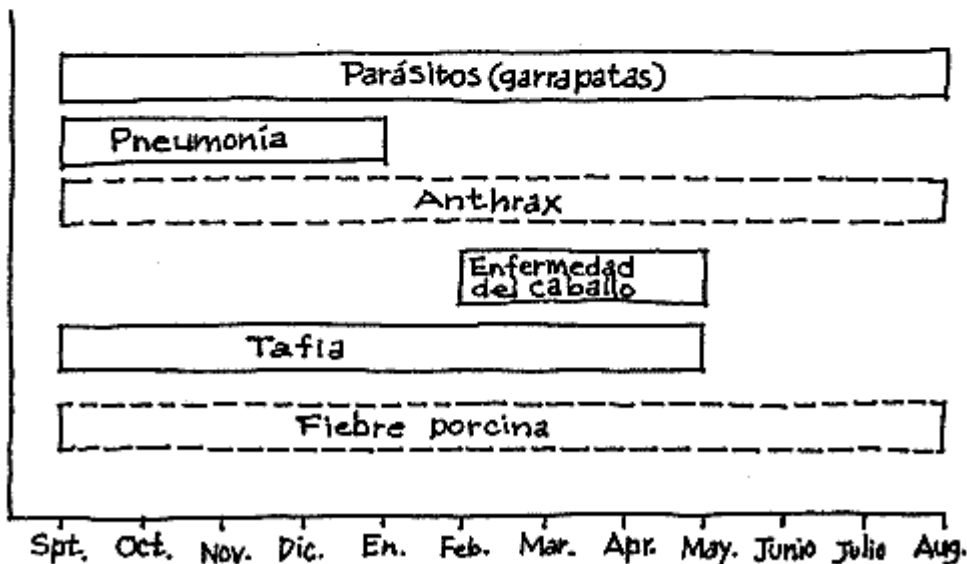 Parásitos (garrapatas)
Pneumonía
Anthrax
Enfermedad
del caballo
Tafia
Fiebre porcina
Spt. Oct. Nov. Dic. En. Feb. Mar. Apr. May. Junio Julio Aug.